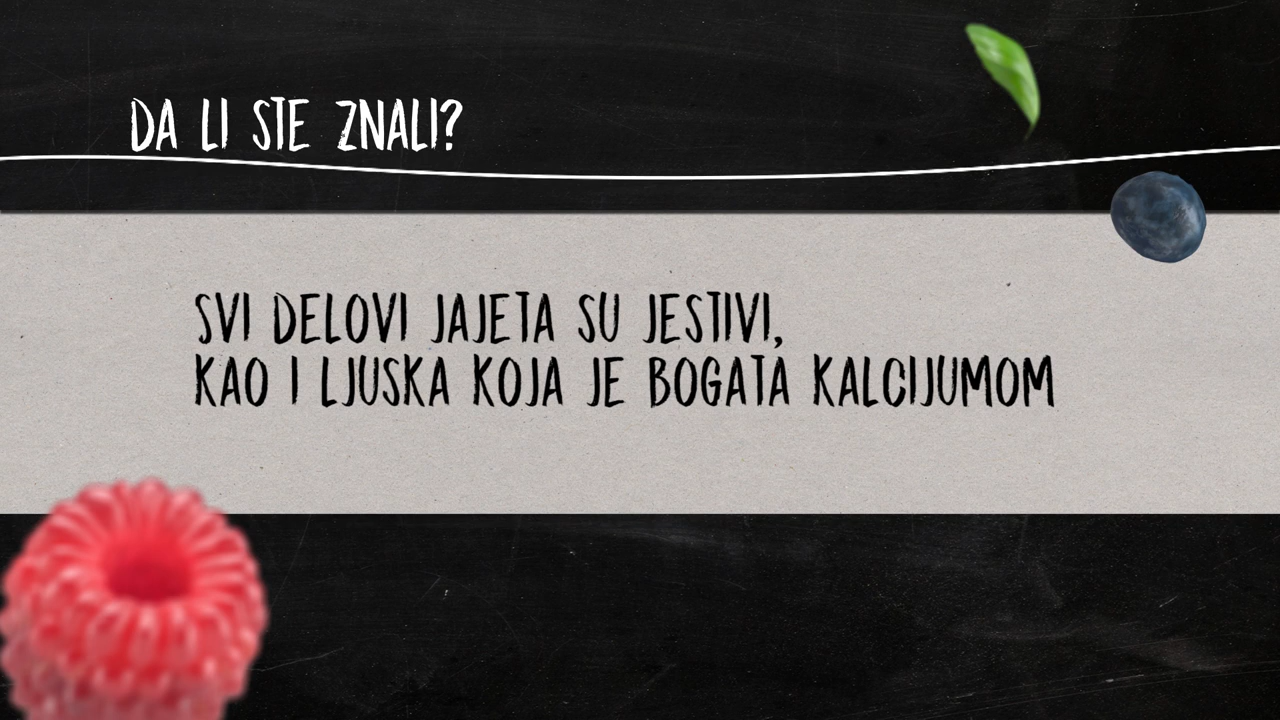 DA LI STE ZNALI?
SVI DELOVI JAJETA SU JESTIVI,
KAO I LJUSKA KOJA JE BOGATA KALCIJUMOM